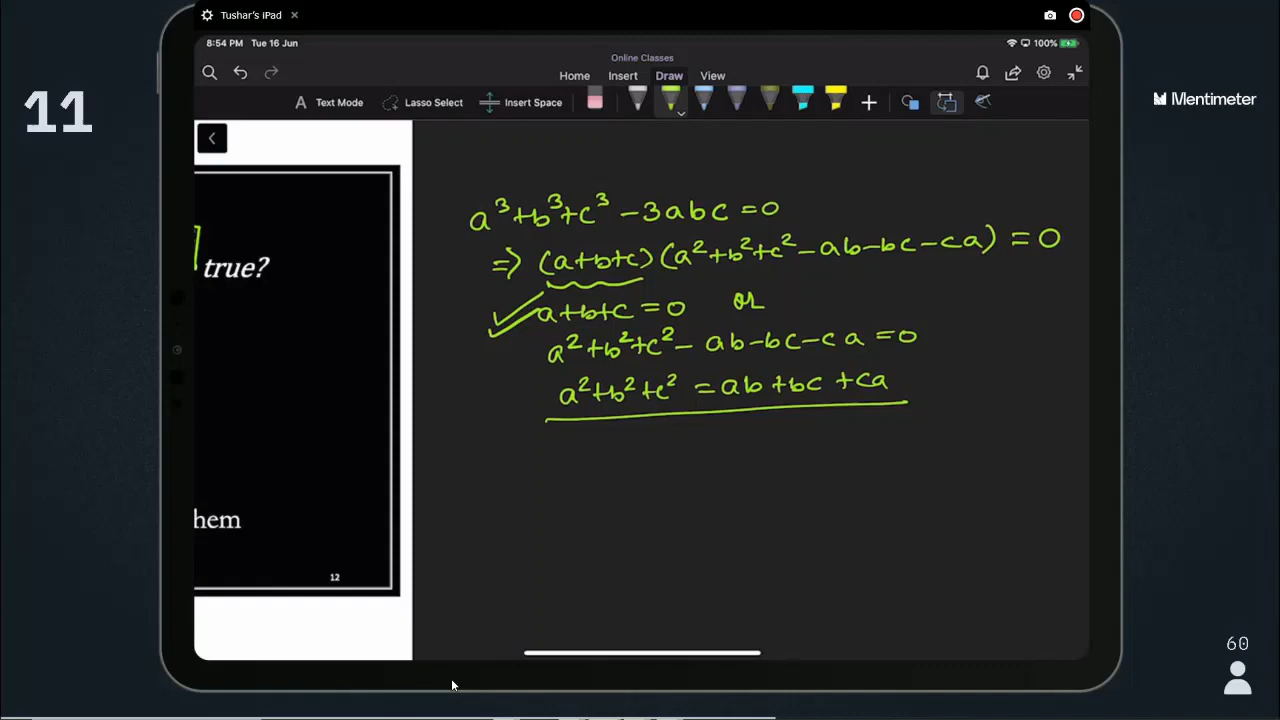 Tushar's iPad ×
11
8:54 PM Tue 16 Jun
100%
Online Classes
Home Insert Draw View
Mentimeter
A Text Mode Lasso Select Insert Space
true?
hem
12
a³+b³+c³ -3abc =0
⇒ (a+b+c) (a²+b²+c² -ab-bc-ca) = 0
a+b+c = 0 or
a²+b²+c² - ab-bc-ca =0
a²+b²+c² = ab+bc+ca
60